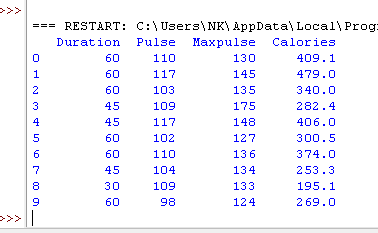 >>>
=== RESTART: C:\Users\NK\AppData\Local\Progr
Duration Pulse Maxpulse Calories
0 60 110 130 409.1
1 60 117 145 479.0
2 60 103 135 340.0
3 45 109 175 282.4
4 45 117 148 406.0
5 60 102 127 300.5
6 60 110 136 374.0
7 45 104 134 253.3
8 30 109 133 195.1
9 60 98 124 269.0
>>>